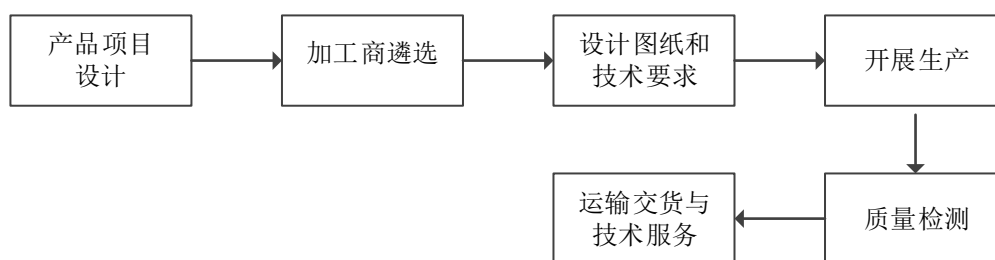 产品项目
设计
加工商遴选
设计图纸和
技术要求
开展生产
质量检测
运输交货与
技术服务